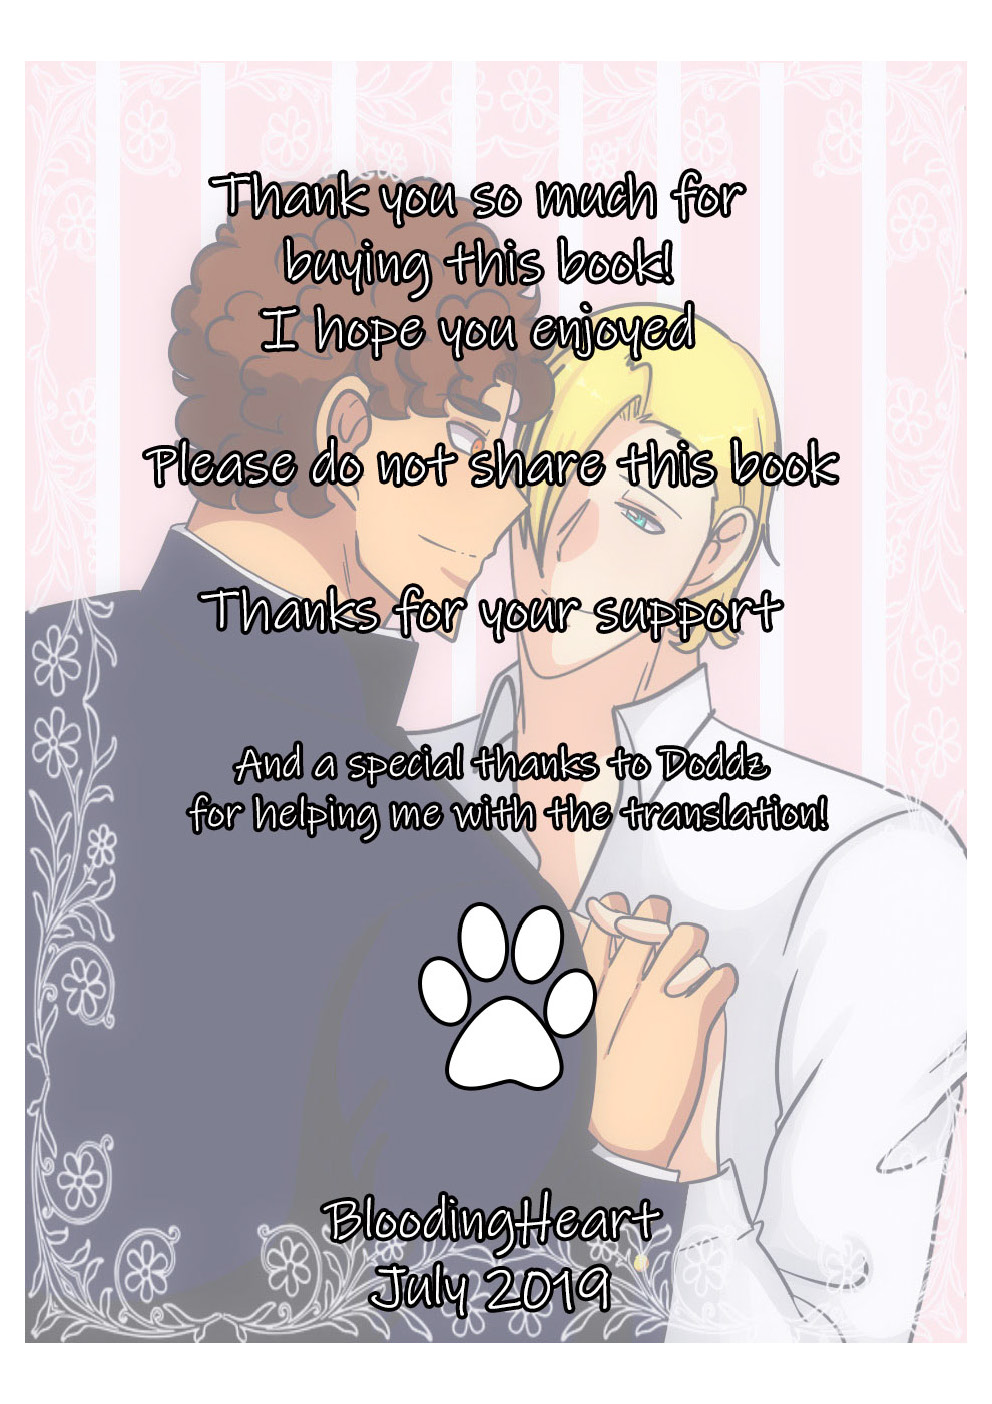 Thank you so much for
buying this book!
I hope you enjoyed
Please do not share this book
Thanks for your support
And a special thanks to Doddz
for helping me with the translation!
BloodingHeart
July 2019